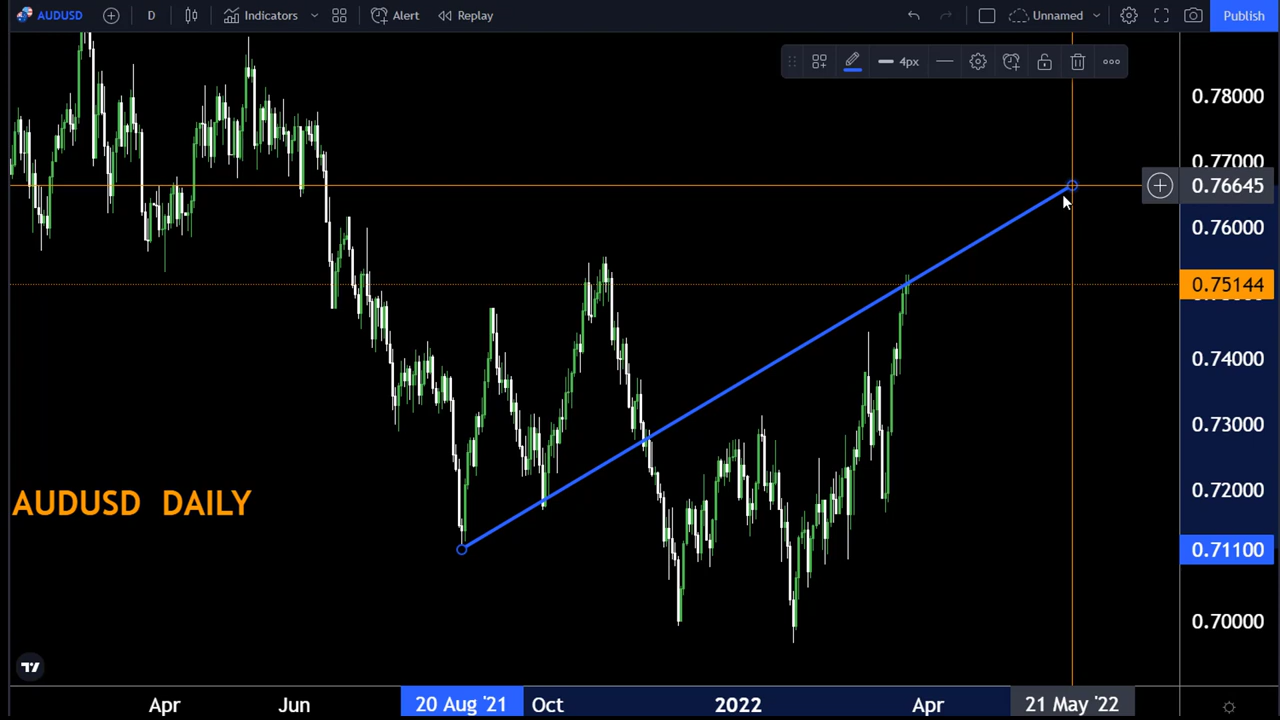 AUDUSD D Indicators Alert Replay Unnamed Publish
4px
0.78000
0.77000
0.76645
0.76000
0.75144
0.74000
0.73000
0.72000
AUDUSD DAILY
0.71100
0.70000
Apr Jun 20 Aug '21 Oct 2022 Apr 21 May '22